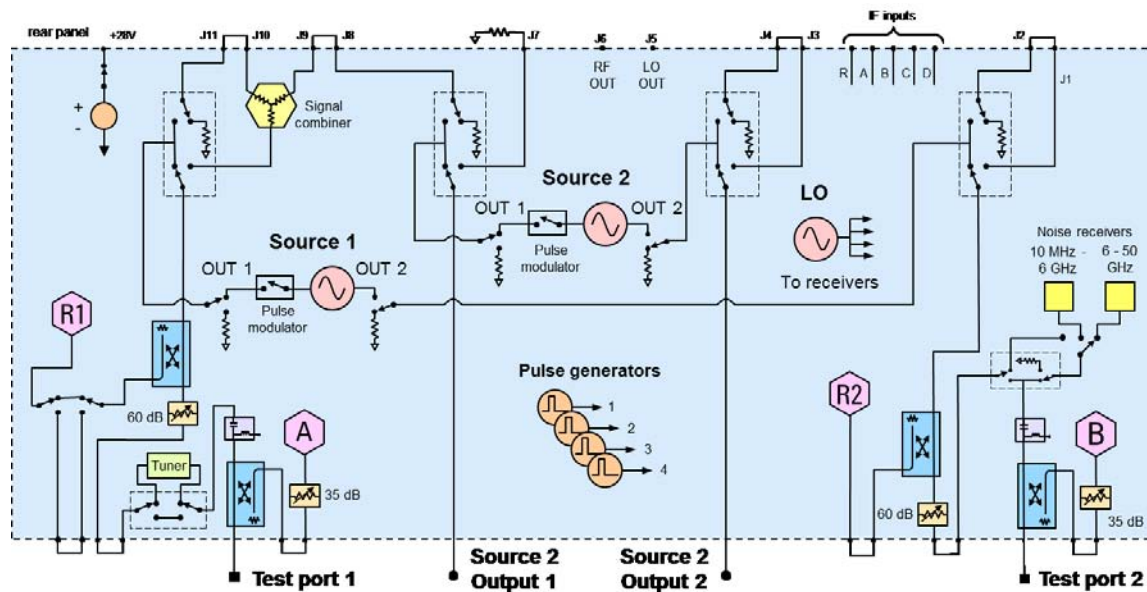 rear panel
+28V
J11
J10
J9
J8
J7
J6
J5
J4
J3
IF inputs
J2
RF OUT
LO OUT
R
A
B
C
D
J1
+
-
Signal combiner
Source 2
OUT 1
OUT 2
Pulse modulator
LO
To receivers
Noise receivers
10 MHz - 6 GHz
6 - 50 GHz
Source 1
OUT 1
OUT 2
Pulse modulator
R1
60 dB
Tuner
A
35 dB
Pulse generators
1
2
3
4
R2
60 dB
B
35 dB
Test port 1
Source 2 Output 1
Source 2 Output 2
Test port 2